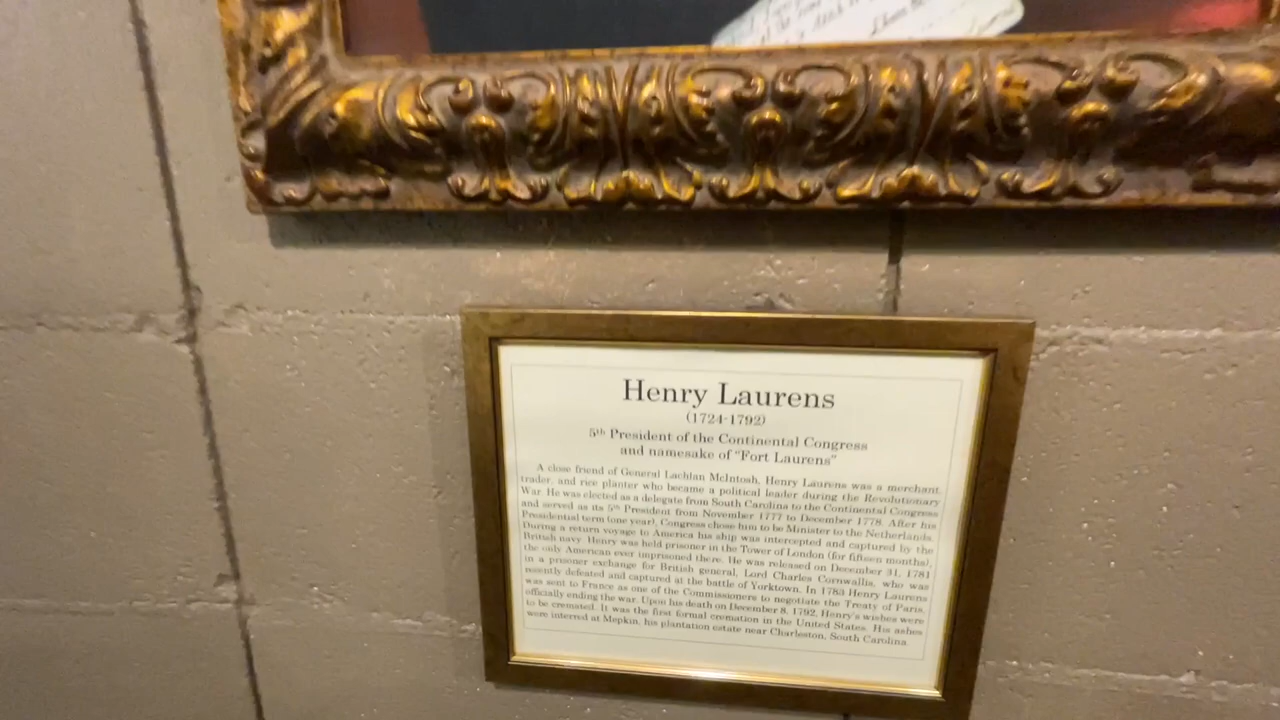 Henry Laurens
(1724-1792)
5th President of the Continental Congress
and namesake of "Fort Laurens"
A close friend of General Lachlan McIntosh, Henry Laurens was a merchant,
trader, and rice planter who became a political leader during the Revolutionary
War. He was elected as a delegate from South Carolina to the Continental Congress
and served as its 5th President from November 1777 to December 1778. After his
Presidential term (one year), Congress chose him to be Minister to the Netherlands.
During a return voyage to America his ship was intercepted and captured by the
British navy. Henry was held prisoner in the Tower of London (for fifteen months),
the only American ever imprisoned there. He was released on December 31, 1781
in a prisoner exchange for British general, Lord Charles Cornwallis, who was
recently defeated and captured at the battle of Yorktown. In 1783 Henry Laurens
was sent to France as one of the Commissioners to negotiate the Treaty of Paris,
officially ending the war. Upon his death on December 8, 1792, Henry's wishes were
to be cremated. It was the first formal cremation in the United States. His ashes
were interred at Mepkin, his plantation estate near Charleston, South Carolina.